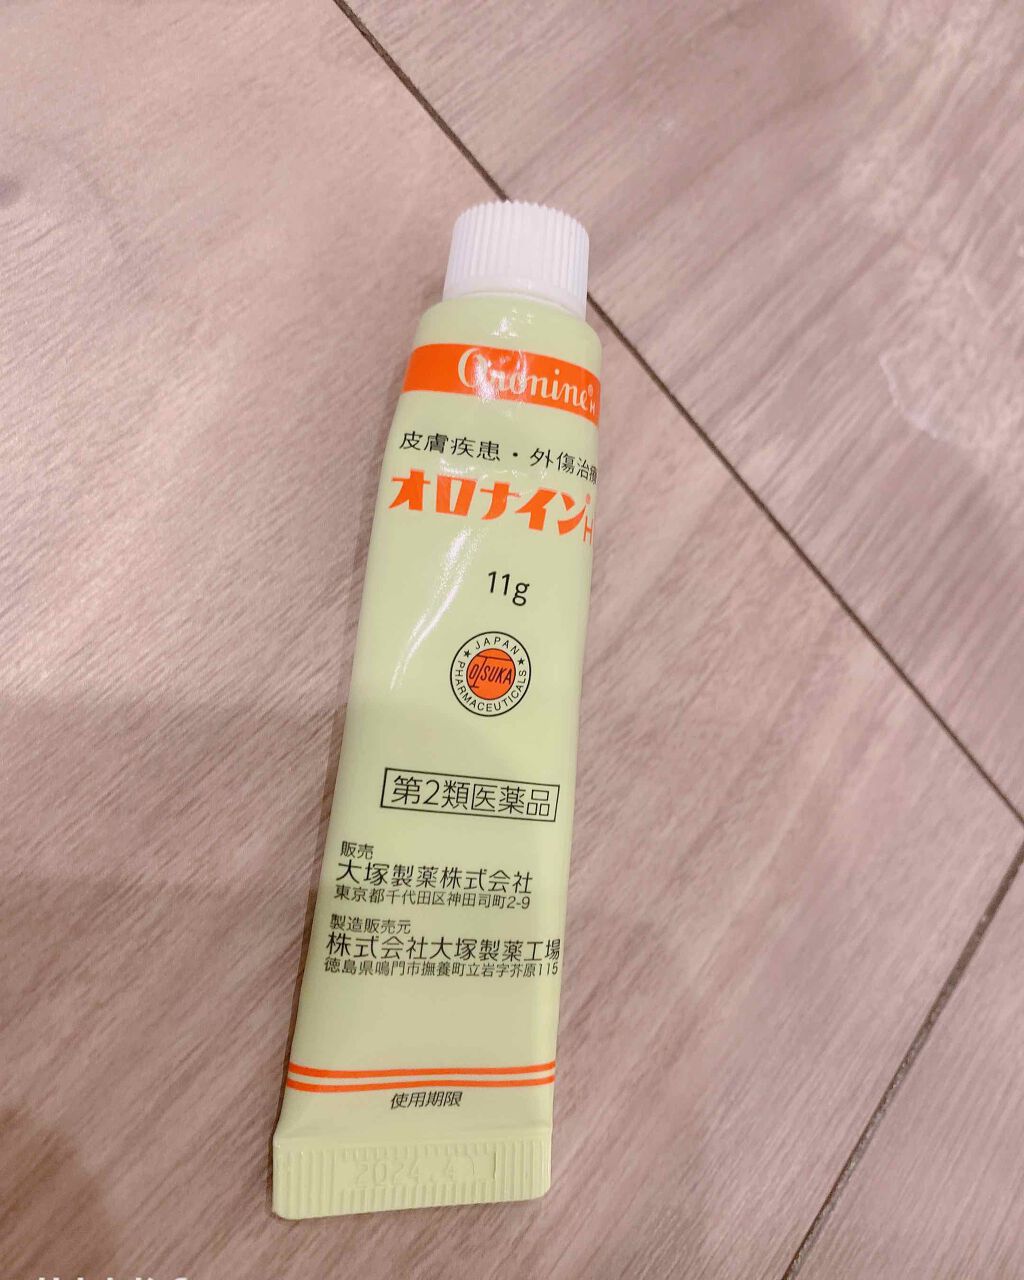 Oronine® H
皮膚疾患・外傷治療
オロナインH
11g
★ JAPAN ★
OTSUKA
PHARMACEUTICALS
第2類医薬品
販売
大塚製薬株式会社
東京都千代田区神田司町2-9
製造販売元
株式会社大塚製薬工場
徳島県鳴門市撫養町立岩字芥原115
使用期限
2024.4